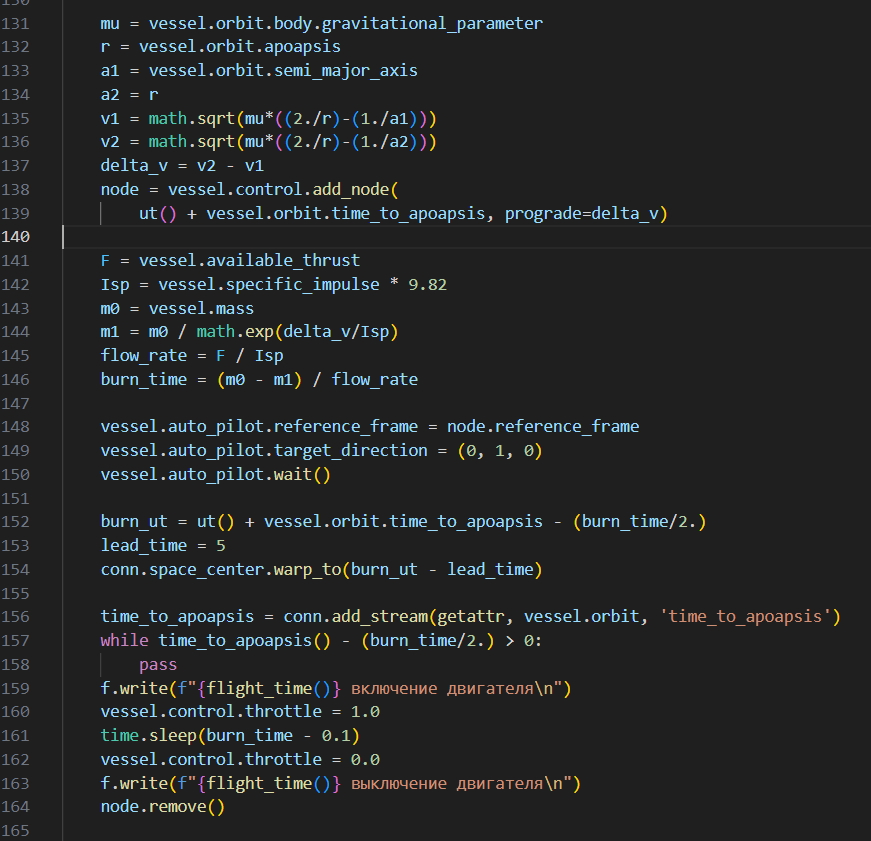 131 mu = vessel.orbit.body.gravitational_parameter
132 r = vessel.orbit.apoapsis
133 a1 = vessel.orbit.semi_major_axis
134 a2 = r
135 v1 = math.sqrt(mu*((2./r)-(1./a1)))
136 v2 = math.sqrt(mu*((2./r)-(1./a2)))
137 delta_v = v2 - v1
138 node = vessel.control.add_node(
139     ut() + vessel.orbit.time_to_apoapsis, prograde=delta_v)
140
141 F = vessel.available_thrust
142 Isp = vessel.specific_impulse * 9.82
143 m0 = vessel.mass
144 m1 = m0 / math.exp(delta_v/Isp)
145 flow_rate = F / Isp
146 burn_time = (m0 - m1) / flow_rate
147
148 vessel.auto_pilot.reference_frame = node.reference_frame
149 vessel.auto_pilot.target_direction = (0, 1, 0)
150 vessel.auto_pilot.wait()
151
152 burn_ut = ut() + vessel.orbit.time_to_apoapsis - (burn_time/2.)
153 lead_time = 5
154 conn.space_center.warp_to(burn_ut - lead_time)
155
156 time_to_apoapsis = conn.add_stream(getattr, vessel.orbit, 'time_to_apoapsis')
157 while time_to_apoapsis() - (burn_time/2.) > 0:
158     pass
159 f.write(f"{flight_time()} включение двигателя\n")
160 vessel.control.throttle = 1.0
161 time.sleep(burn_time - 0.1)
162 vessel.control.throttle = 0.0
163 f.write(f"{flight_time()} выключение двигателя\n")
164 node.remove()
165